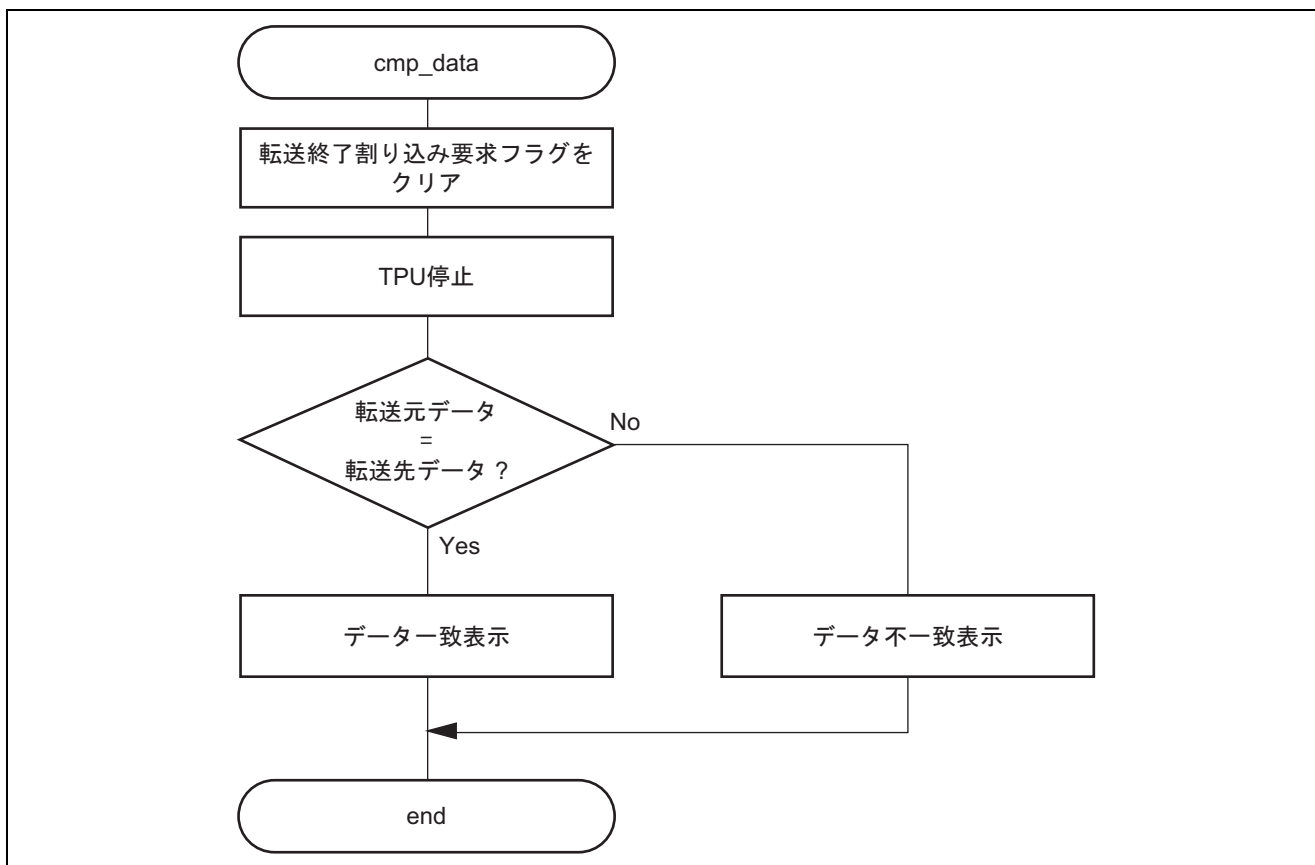 cmp_data
転送終了割り込み要求フラグを
クリア
TPU停止
転送元データ
=
転送先データ ?
No
Yes
データ一致表示
データ不一致表示
end